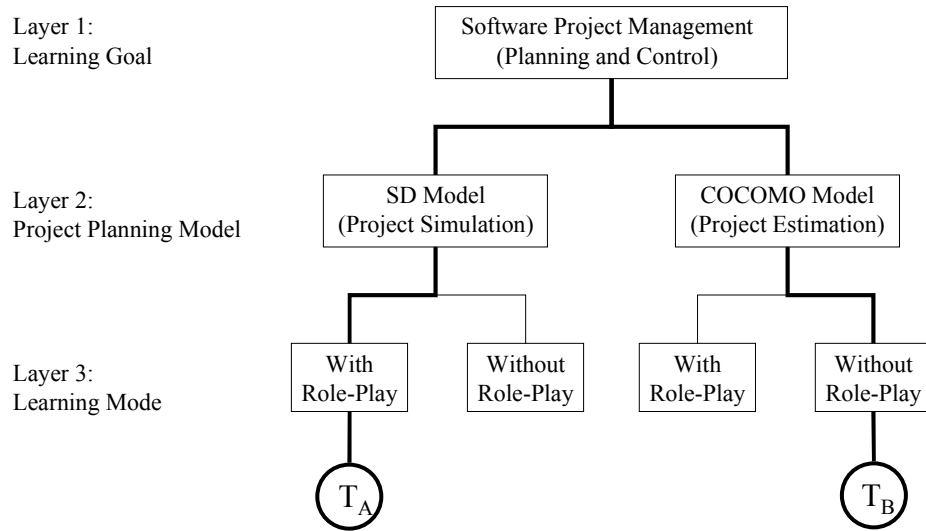 Layer 1:
Learning Goal
Software Project Management
(Planning and Control)
Layer 2:
Project Planning Model
SD Model
(Project Simulation)
COCOMO Model
(Project Estimation)
Layer 3:
Learning Mode
With
Role-Play
Without
Role-Play
With
Role-Play
Without
Role-Play
TA
TB